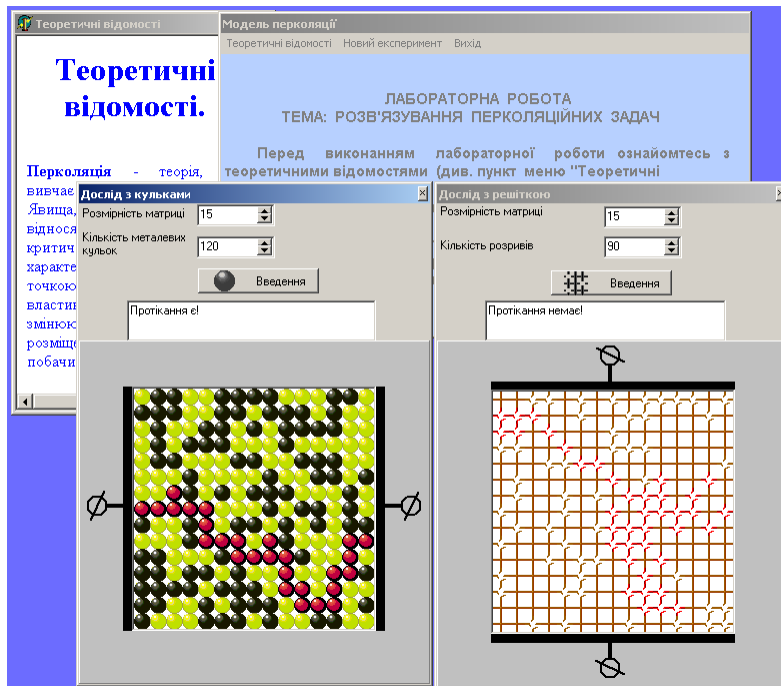 Теоретичні відомості
Теоретичні
відомості.
Перколяція - теорія,
вивчає
Явища,
віднося
критич
характе
точкою
властин
змінюк
розміще
побачи
Модель перколяції
Теоретичні відомості Новий експеримент Вихід
ЛАБОРАТОРНА РОБОТА
ТЕМА: РОЗВ'ЯЗУВАННЯ ПЕРКОЛЯЦІЙНИХ ЗАДАЧ
Перед виконанням лабораторної роботи ознайомтесь з
теоретичними відомостями (див. пункт меню "Теоретичні
Дослід з кульками
Розмірність матриці 15
Кількість металевих
кульок 120
Введення
Протікання є!
Дослід з решіткою
Розмірність матриці 15
Кількість розривів 90
Введення
Протікання немає!